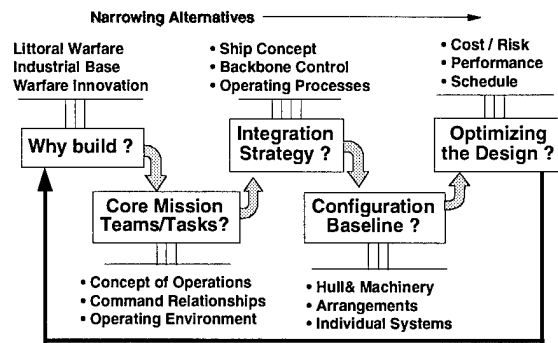 Narrowing Alternatives
Littoral Warfare
Industrial Base
Warfare Innovation
• Ship Concept
• Backbone Control
• Operating Processes
• Cost / Risk
• Performance
• Schedule
Why build ?
Integration
Strategy ?
Optimizing
the Design ?
Core Mission
Teams/Tasks?
Configuration
Baseline ?
• Concept of Operations
• Command Relationships
• Operating Environment
• Hull& Machinery
• Arrangements
• Individual Systems